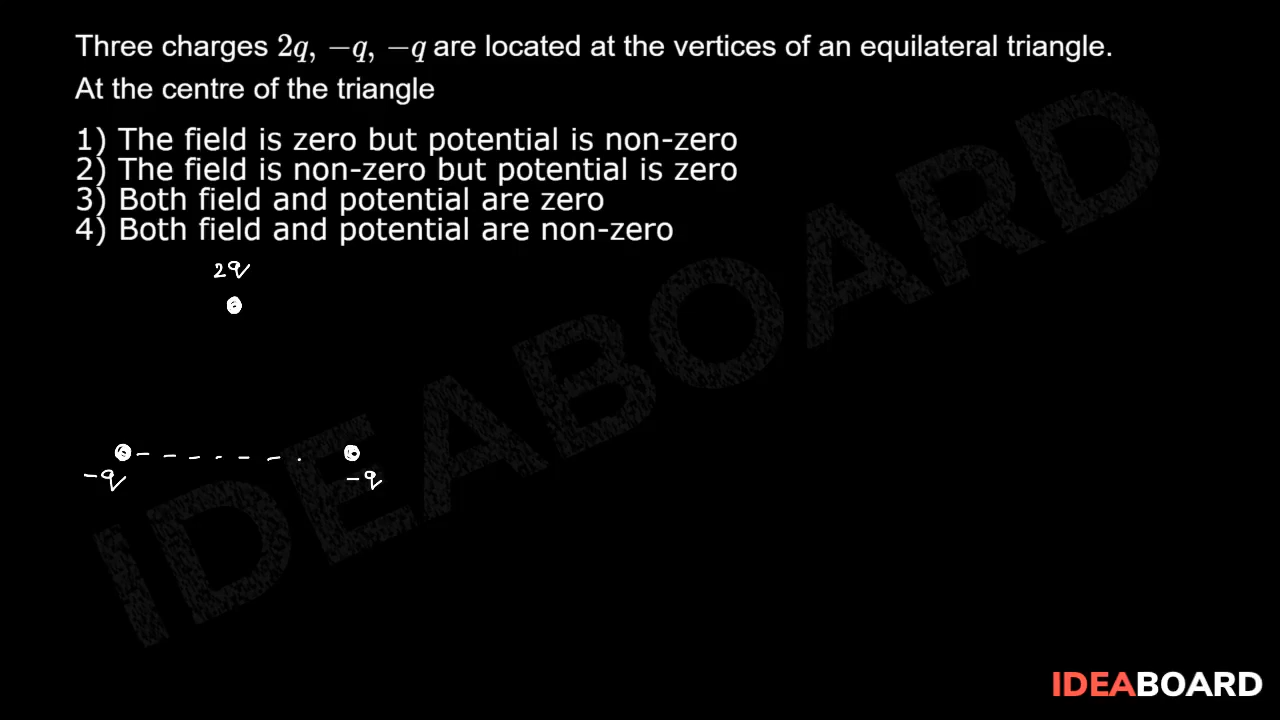 Three charges 2q, −q, −q are located at the vertices of an equilateral triangle.
At the centre of the triangle
1) The field is zero but potential is non-zero
2) The field is non-zero but potential is zero
3) Both field and potential are zero
4) Both field and potential are non-zero
2q
-q
-q
IDEABOARD
IDEABOARD